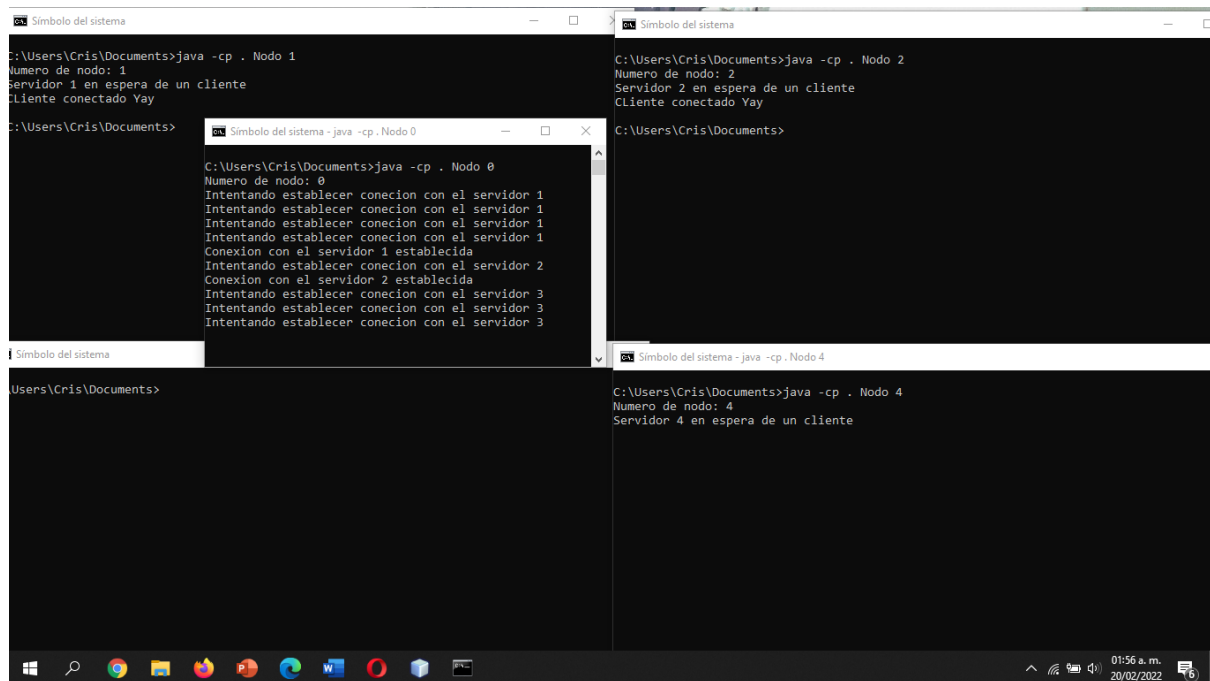 Símbolo del sistema
C:\Users\Cris\Documents>java -cp . Nodo 1
Numero de nodo: 1
Servidor 1 en espera de un cliente
CLiente conectado Yay
C:\Users\Cris\Documents>
Símbolo del sistema
C:\Users\Cris\Documents>java -cp . Nodo 2
Numero de nodo: 2
Servidor 2 en espera de un cliente
CLiente conectado Yay
C:\Users\Cris\Documents>
Símbolo del sistema - java -cp . Nodo 0
C:\Users\Cris\Documents>java -cp . Nodo 0
Numero de nodo: 0
Intentando establecer conecion con el servidor 1
Intentando establecer conecion con el servidor 1
Intentando establecer conecion con el servidor 1
Intentando establecer conecion con el servidor 1
Conexion con el servidor 1 establecida
Intentando establecer conecion con el servidor 2
Conexion con el servidor 2 establecida
Intentando establecer conecion con el servidor 3
Intentando establecer conecion con el servidor 3
Intentando establecer conecion con el servidor 3
Símbolo del sistema
\Users\Cris\Documents>
Símbolo del sistema - java -cp . Nodo 4
C:\Users\Cris\Documents>java -cp . Nodo 4
Numero de nodo: 4
Servidor 4 en espera de un cliente
01:56 a. m.
20/02/2022
6